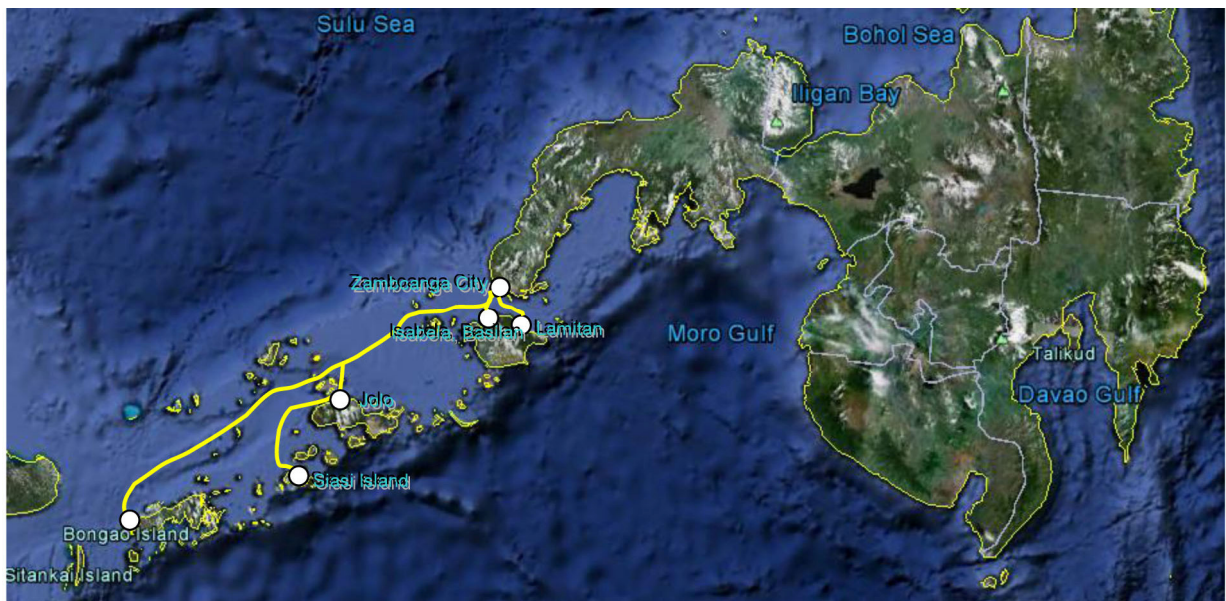 Sulu Sea
Bohol Sea
Iligan Bay
Zamboanga City
Isabela, Basilan
Lamitan
Moro Gulf
Talikud
Davao Gulf
Jolo
Siasi Island
Bongao Island
Sitankai Island